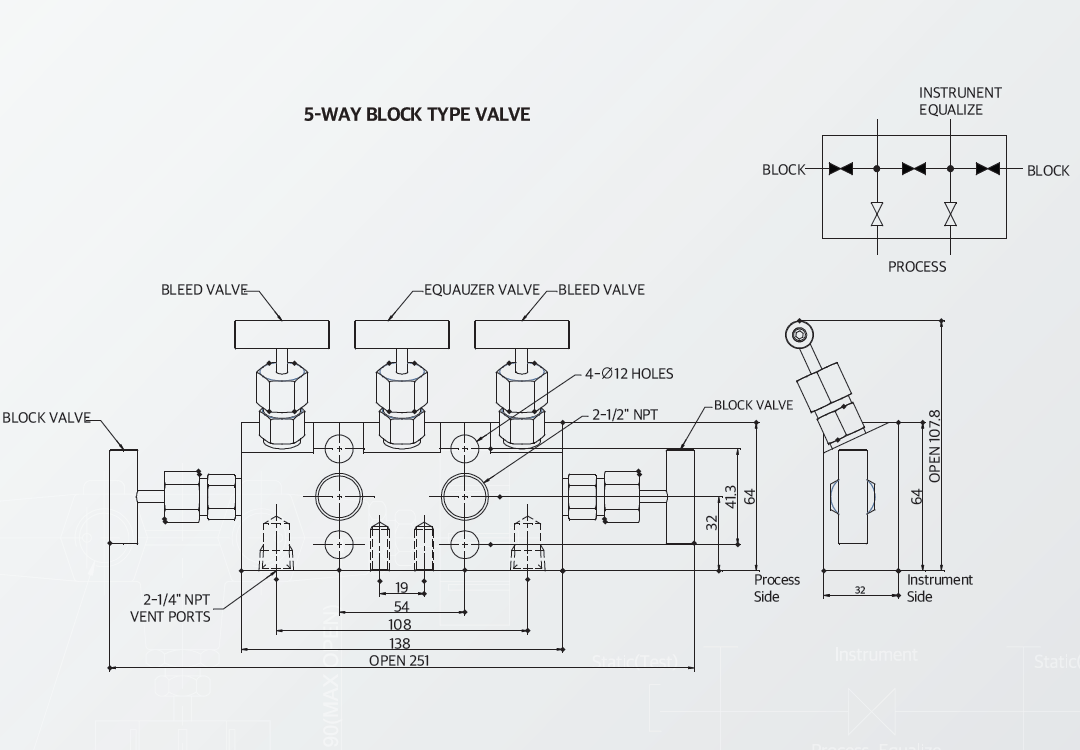 INSTRUNENT
EQUALIZE
5-WAY BLOCK TYPE VALVE
BLOCK
BLOCK
PROCESS
BLEED VALVE
EQUAUZER VALVE
BLEED VALVE
4-Ø12 HOLES
BLOCK VALVE
2-1/2" NPT
BLOCK VALVE
OPEN 107.8
41.3
64
64
32
Process
Side
Instrument
Side
32
2-1/4" NPT
VENT PORTS
19
54
108
138
OPEN 251
90(MAX OPEN)
Static(Test)
Instrument
Static(
Process Equalize